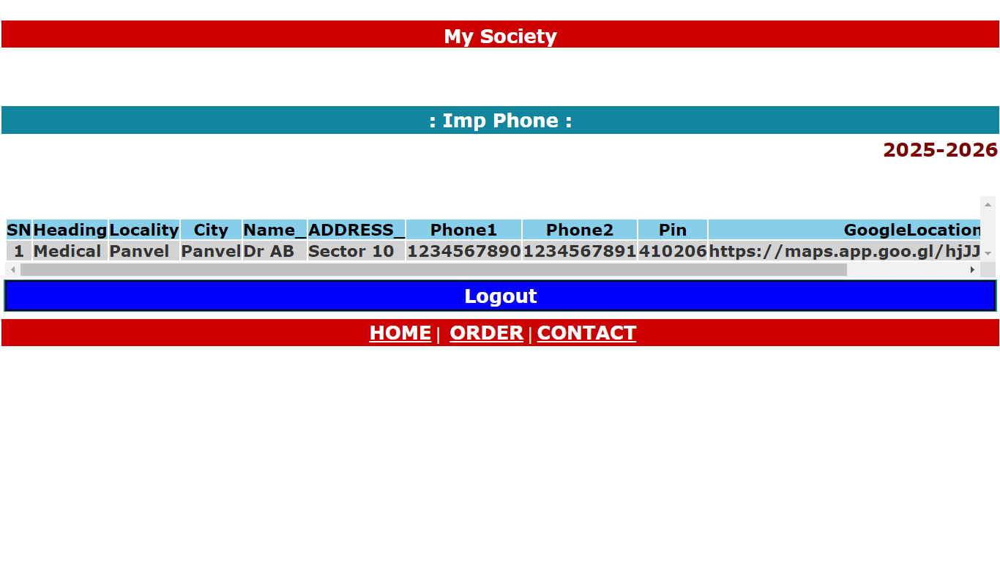 My Society
: Imp Phone :
2025-2026
SN Heading Locality City Name_ ADDRESS_ Phone1 Phone2 Pin GoogleLocation
1 Medical Panvel Panvel Dr AB Sector 10 1234567890 1234567891 410206 https://maps.app.goo.gl/hjJJ
Logout
HOME | ORDER | CONTACT